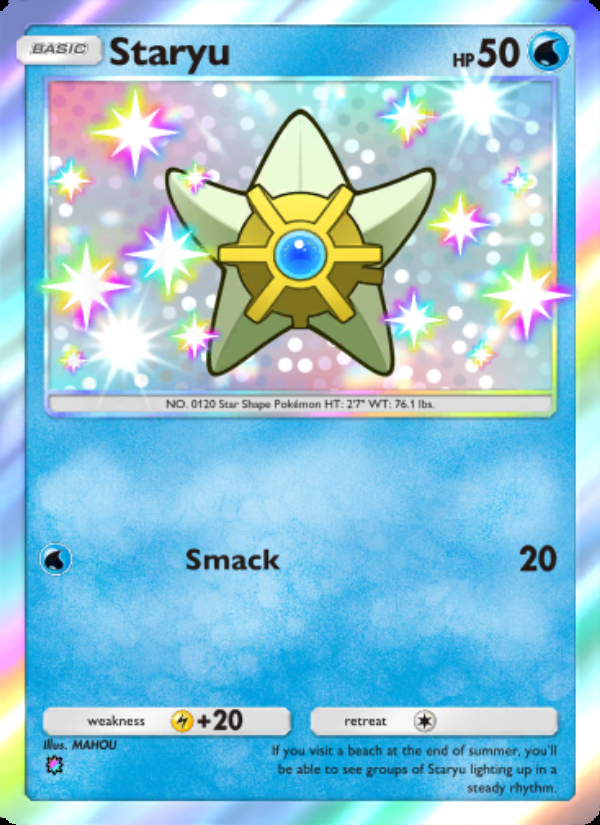 BASIC Staryu HP 50
NO. 0120 Star Shape Pokémon HT: 2'7" WT: 76.1 lbs.
Smack 20
weakness +20 retreat
Illus. MAHOU
If you visit a beach at the end of summer, you'll
be able to see groups of Staryu lighting up in a
steady rhythm.